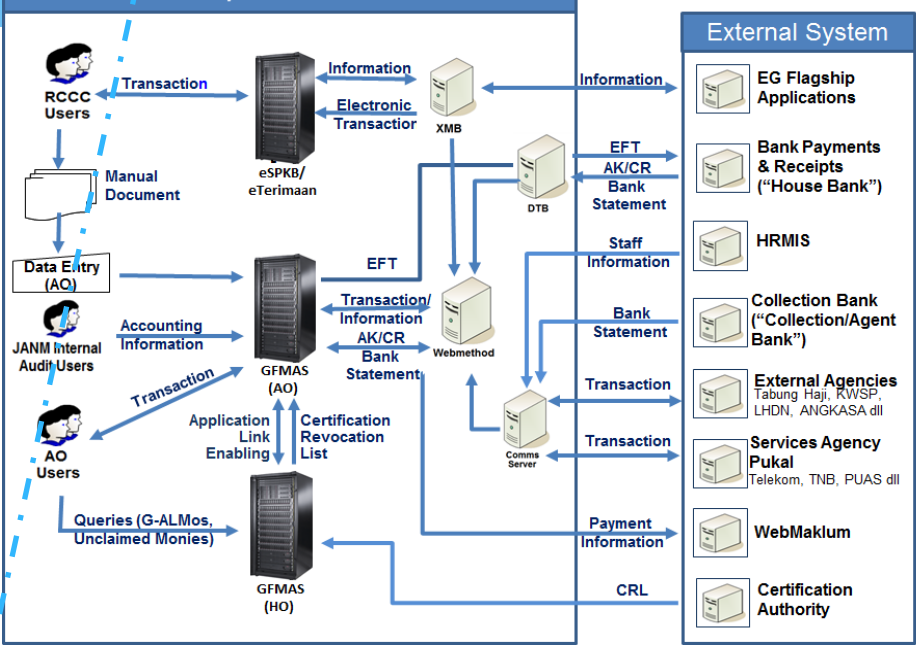 External System
RCCC
Users
Transaction
eSPKB/
eTerimaan
Information
Electronic
Transactior
XMB
Information
EG Flagship
Applications
Manual
Document
DTB
EFT
AK/CR
Bank
Statement
Bank Payments
& Receipts
(“House Bank”)
Data Entry
(AO)
EFT
Staff
Information
HRMIS
JANM Internal
Audit Users
Accounting
Information
GFMAS
(AO)
Transaction/
Information
AK/CR
Bank
Statement
Webmethod
Bank
Statement
Collection Bank
(“Collection/Agent
Bank”)
Transaction
AO
Users
Application
Link
Enabling
Certification
Revocation
List
Comms
Server
Transaction
External Agencies
Tabung Haji, KWSP,
LHDN, ANGKASA dll
Transaction
Services Agency
Pukal
Telekom, TNB, PUAS dll
Queries (G-ALMos,
Unclaimed Monies)
GFMAS
(HO)
Payment
Information
WebMaklum
CRL
Certification
Authority